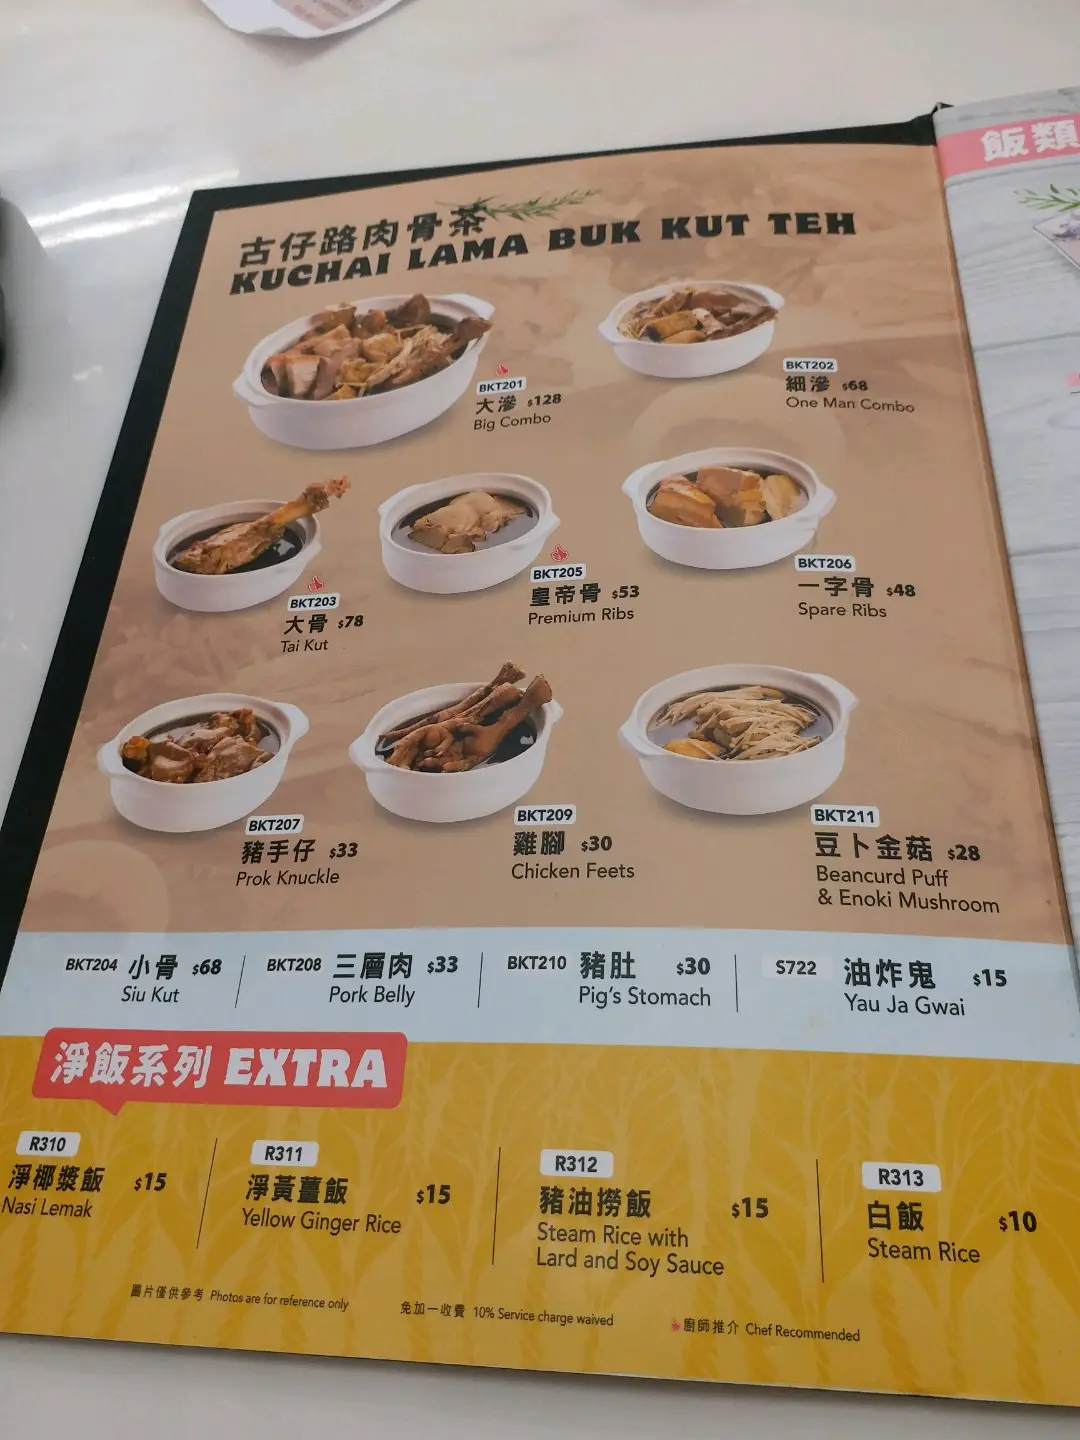 飯類
古仔路肉骨茶
KUCHAI LAMA BUK KUT TEH
BKT201
大滲 $128
Big Combo
BKT202
細滲 $68
One Man Combo
BKT203
大骨 $78
Tai Kut
BKT205
皇帝骨 $53
Premium Ribs
BKT206
一字骨 $48
Spare Ribs
BKT207
豬手仔 $33
Prok Knuckle
BKT209
雞腳 $30
Chicken Feets
BKT211
豆卜金菇 $28
Beancurd Puff
& Enoki Mushroom
BKT204 小骨 $68
Siu Kut
BKT208 三層肉 $33
Pork Belly
BKT210 豬肚 $30
Pig's Stomach
S722 油炸鬼 $15
Yau Ja Gwai
淨飯系列 EXTRA
R310
淨椰漿飯 $15
Nasi Lemak
R311
淨黃薑飯 $15
Yellow Ginger Rice
R312
豬油撈飯 $15
Steam Rice with
Lard and Soy Sauce
R313
白飯 $10
Steam Rice
圖片僅供參考 Photos are for reference only
免加一收費 10% Service charge waived
廚師推介 Chef Recommended